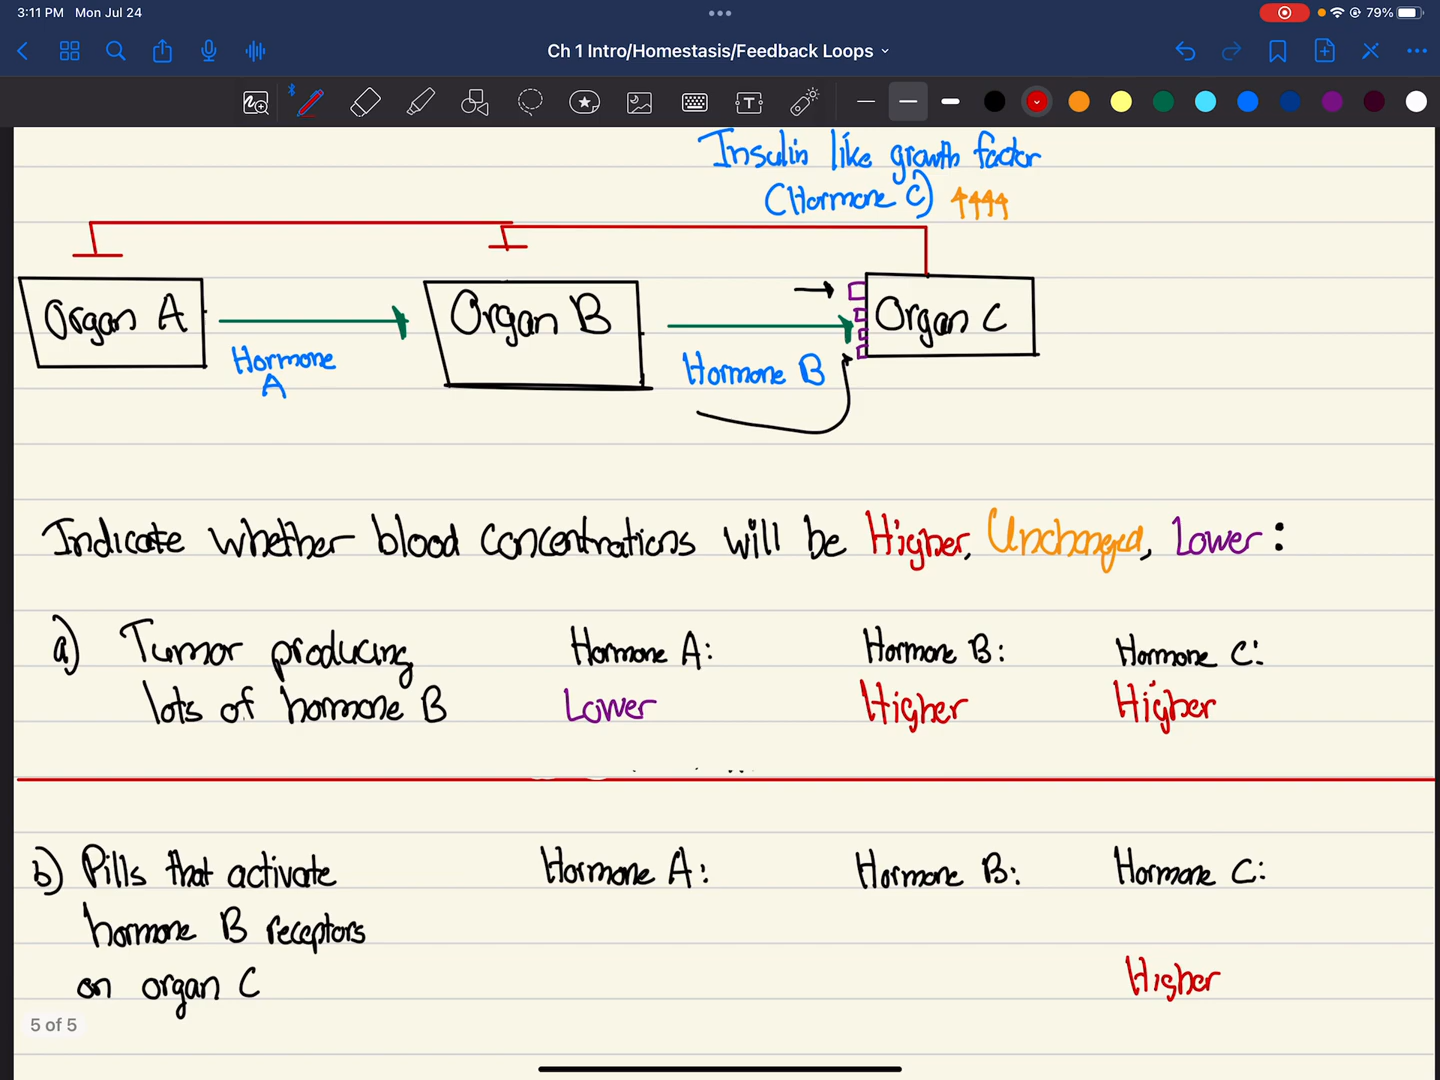 3:11 PM Mon Jul 24
79%
Ch 1 Intro/Homestasis/Feedback Loops
Insulin like growth factor
(Hormone C) ↑↑↑↑
Organ A
Organ B
Organ C
Hormone
A
Hormone B
Indicate whether blood concentrations will be Higher, Unchanged, Lower:
a) Tumor producing Hormone A: Hormone B: Hormone C:
lots of hormone B Lower Higher Higher
b) Pills that activate Hormone A: Hormone B: Hormone C:
hormone B receptors
on organ C Higher
5 of 5